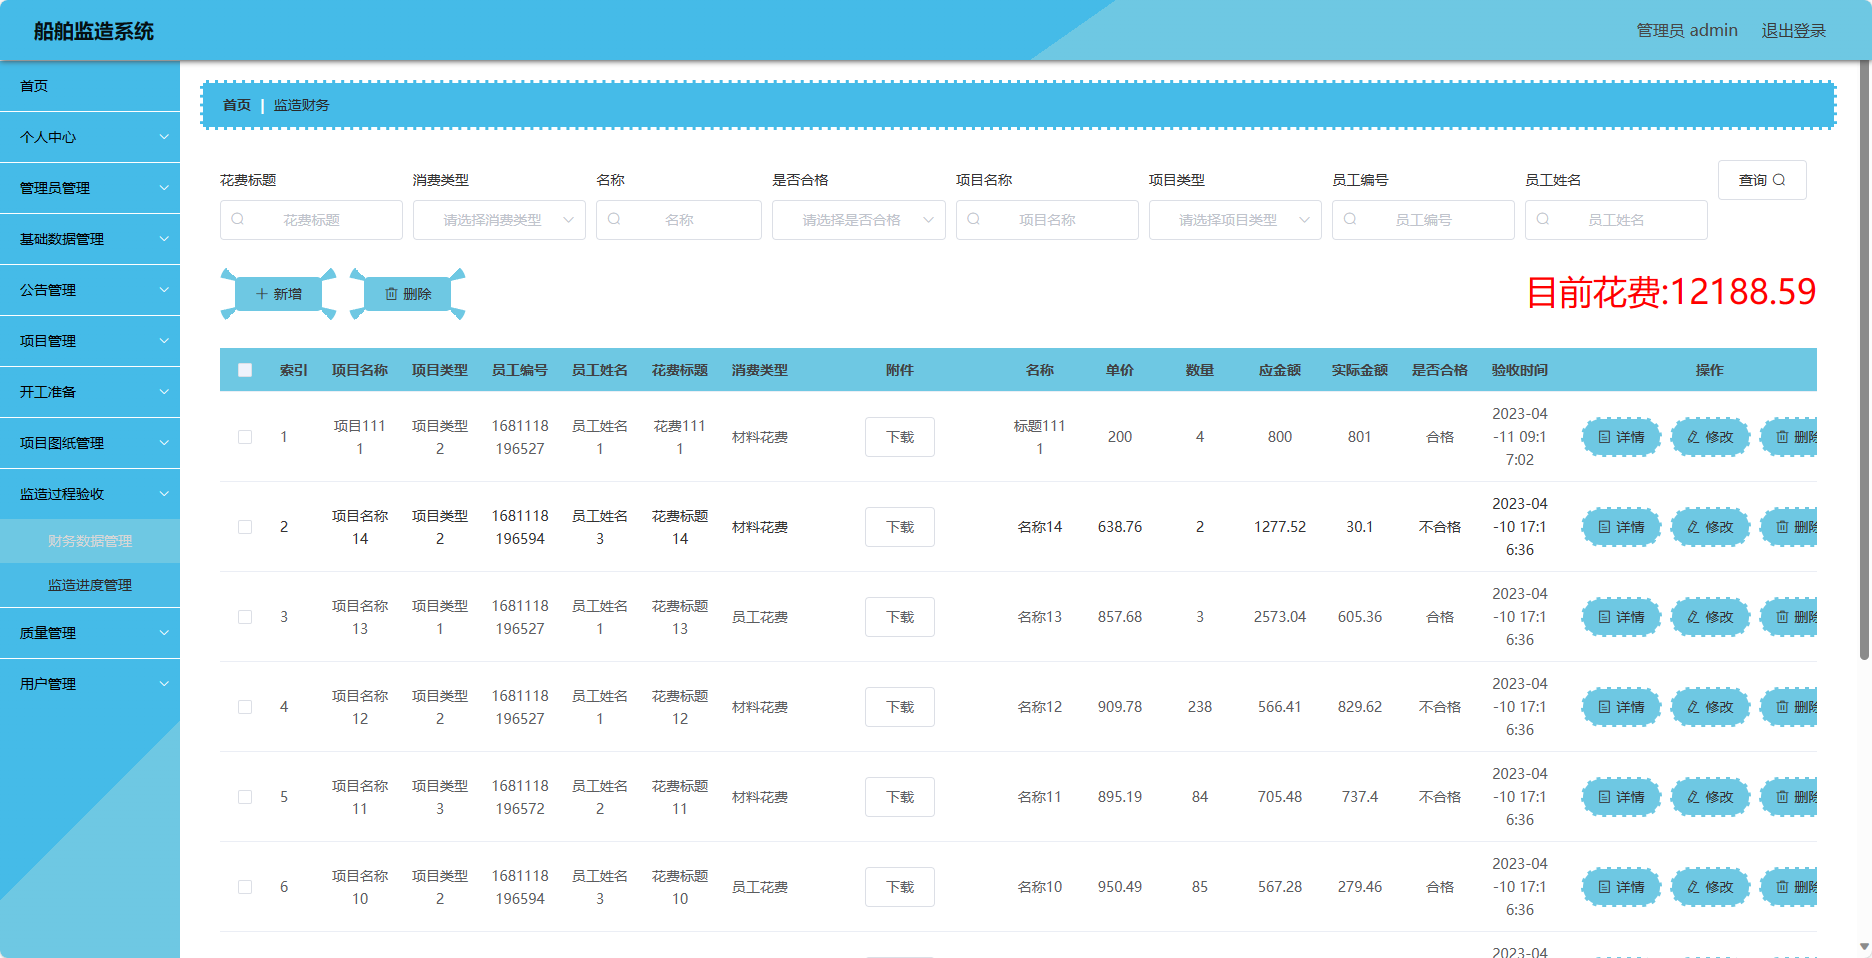 船舶监造系统
管理员 admin 退出登录
首页
个人中心
管理员管理
基础数据管理
公告管理
项目管理
开工准备
项目图纸管理
监造过程验收
财务数据管理
监造进度管理
质量管理
用户管理
首页 | 监造财务
花费标题 消费类型 名称 是否合格 项目名称 项目类型 员工编号 员工姓名 查询
花费标题 请选择消费类型 名称 请选择是否合格 项目名称 请选择项目类型 员工编号 员工姓名
新增 删除
目前花费:12188.59
索引 项目名称 项目类型 员工编号 员工姓名 花费标题 消费类型 附件 名称 单价 数量 应金额 实际金额 是否合格 验收时间 操作
2023-04
项目111 项目类型 1681118 员工姓名 花费111 标题111
1 材料花费 下载 200 4 800 801 合格 -11 09:1 详情 修改 删除
1 2 196527 1 1 1
7:02
2023-04
项目名称 项目类型 1681118 员工姓名 花费标题
2 材料花费 下载 名称14 638.76 2 1277.52 30.1 不合格 -10 17:1 详情 修改 删除
14 2 196594 3 14
6:36
2023-04
项目名称 项目类型 1681118 员工姓名 花费标题
3 员工花费 下载 名称13 857.68 3 2573.04 605.36 合格 -10 17:1 详情 修改 删除
13 1 196527 1 13
6:36
2023-04
项目名称 项目类型 1681118 员工姓名 花费标题
4 材料花费 下载 名称12 909.78 238 566.41 829.62 不合格 -10 17:1 详情 修改 删除
12 2 196527 1 12
6:36
2023-04
项目名称 项目类型 1681118 员工姓名 花费标题
5 材料花费 下载 名称11 895.19 84 705.48 737.4 不合格 -10 17:1 详情 修改 删除
11 3 196572 2 11
6:36
2023-04
项目名称 项目类型 1681118 员工姓名 花费标题
6 员工花费 下载 名称10 950.49 85 567.28 279.46 合格 -10 17:1 详情 修改 删除
10 2 196594 3 10
6:36
2023-04